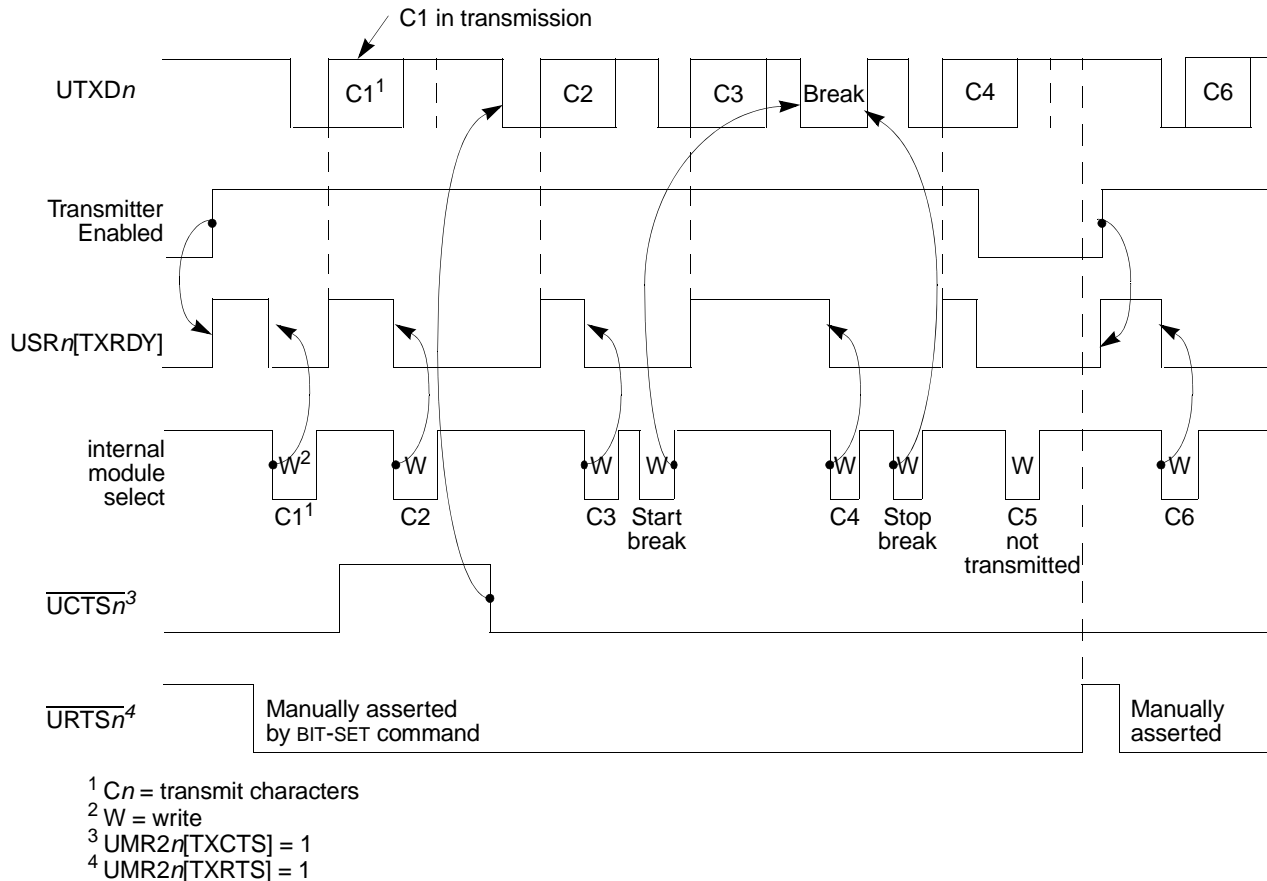 C1 in transmission
UTXDn
C1¹
C2
C3
Break
C4
C6
Transmitter
Enabled
USRn[TXRDY]
internal
module
select
W²
W
W
W
W
W
W
W
C1¹
C2
C3
Start
break
C4
Stop
break
C5
not
transmitted
C6
UCTSn³
URTSn⁴
Manually asserted
by BIT-SET command
Manually
asserted
¹ Cn = transmit characters
² W = write
³ UMR2n[TXCTS] = 1
⁴ UMR2n[TXRTS] = 1